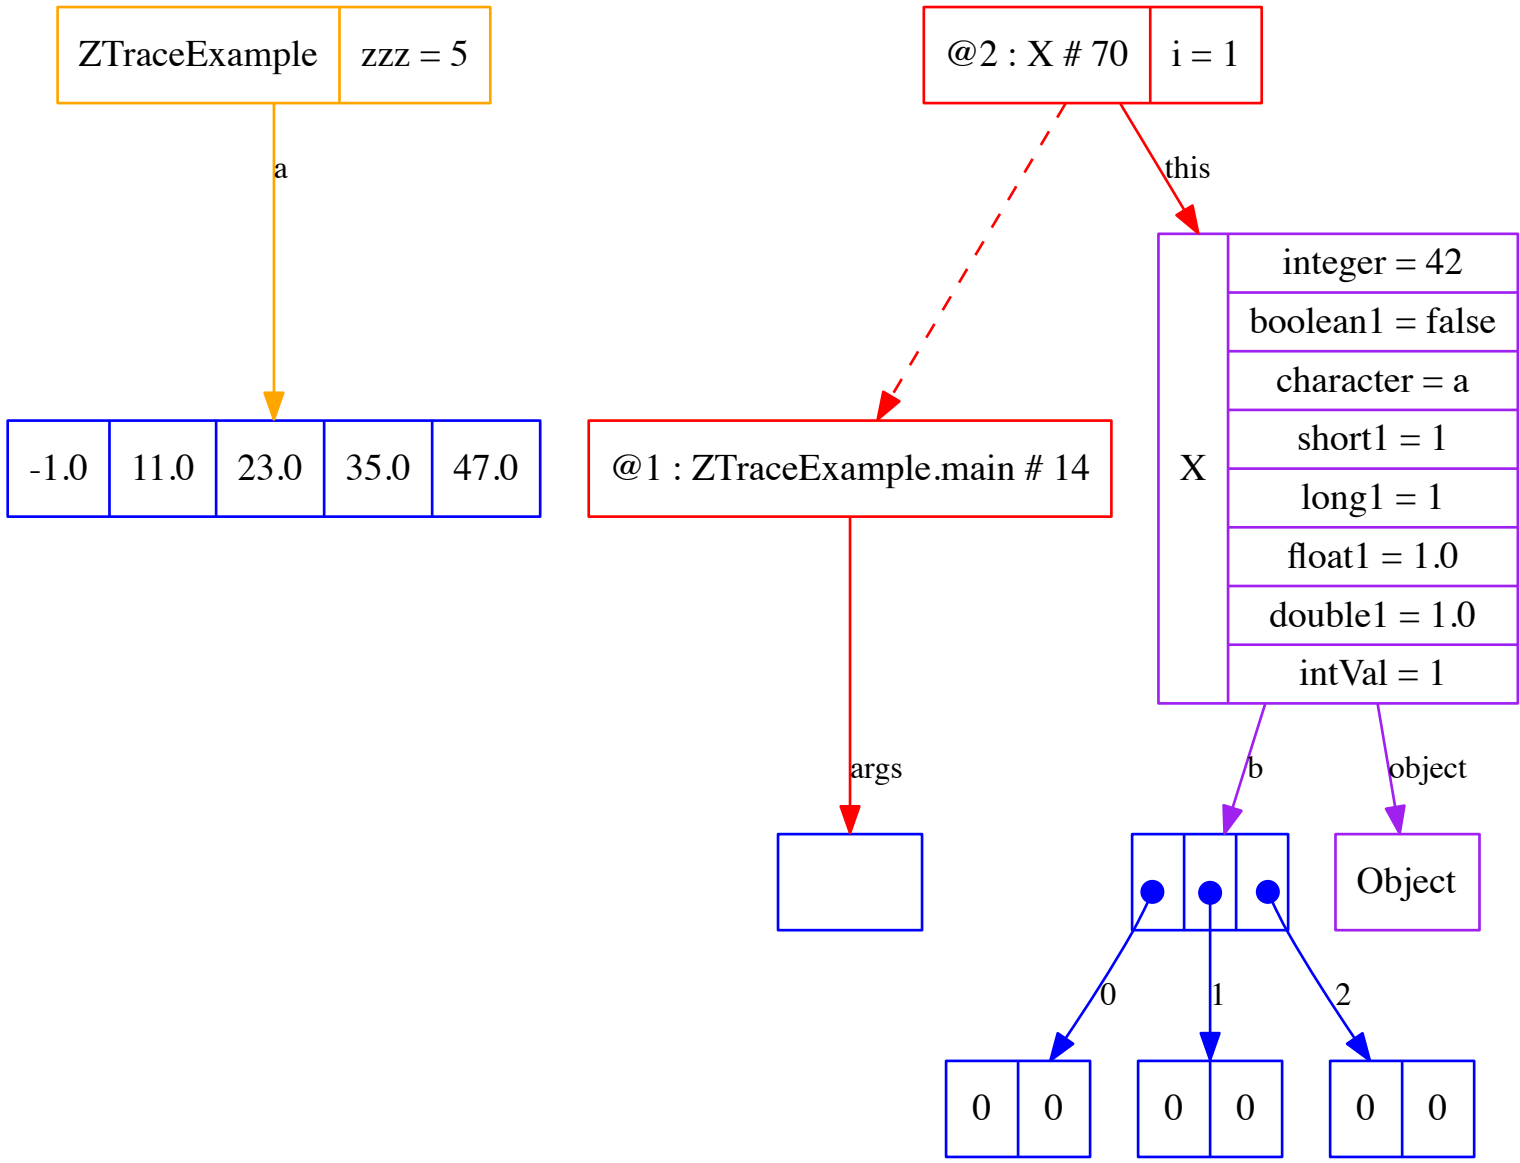 ZTraceExample zzz = 5
@2 : X # 70 i = 1
a
this
integer = 42
boolean1 = false
character = a
short1 = 1
X
long1 = 1
float1 = 1.0
double1 = 1.0
intVal = 1
-1.0 11.0 23.0 35.0 47.0
@1 : ZTraceExample.main # 14
args
b
object
Object
0
1
2
0 0
0 0
0 0